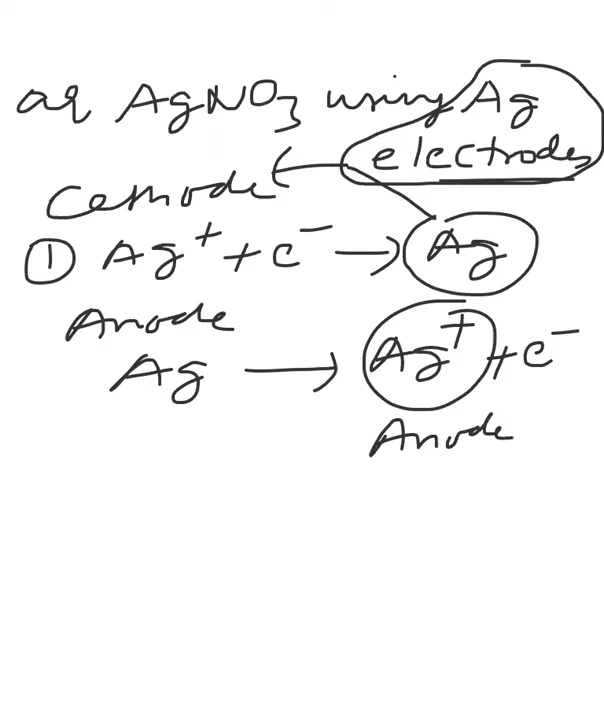 aq AgNO3 using Ag
electrodes
Cathode
① Ag⁺ + e⁻ → Ag
Anode
Ag → Ag⁺ + e⁻
Anode